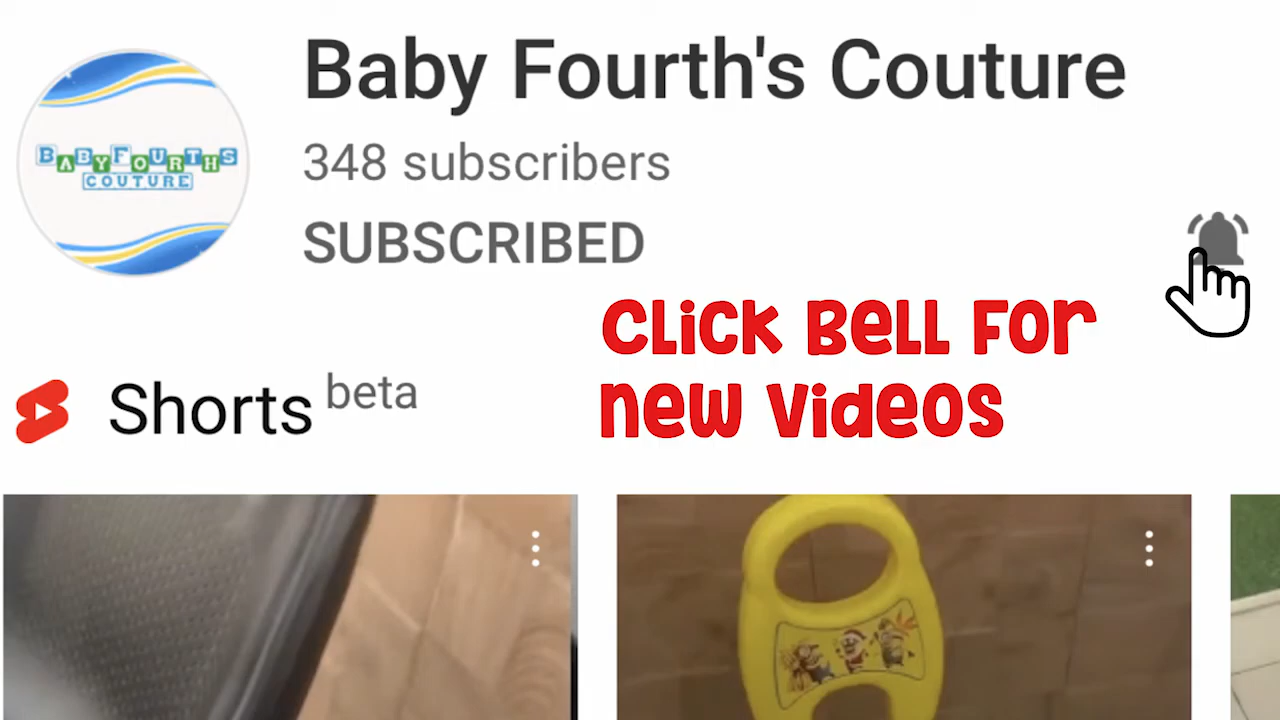 Baby Fourth's Couture
348 subscribers
SUBSCRIBED
BABYFOURTHS
COUTURE
Click Bell For
new Videos
Shorts beta